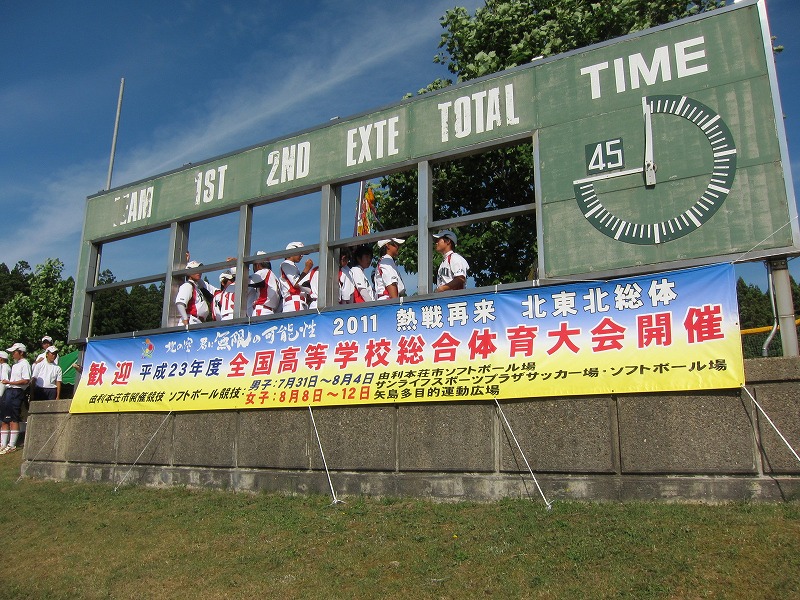 TEAM 1ST 2ND EXTE TOTAL TIME
45
北の空 君に無限の可能性 2011 熱戦再来 北東北総体
歓迎 平成23年度 全国高等学校総合体育大会開催
由利本荘市開催競技 ソフトボール競技・男子:7月31日〜8月4日 由利本荘市ソフトボール場
サンライフスポーツプラザサッカー場・ソフトボール場
女子:8月8日〜12日 矢島多目的運動広場